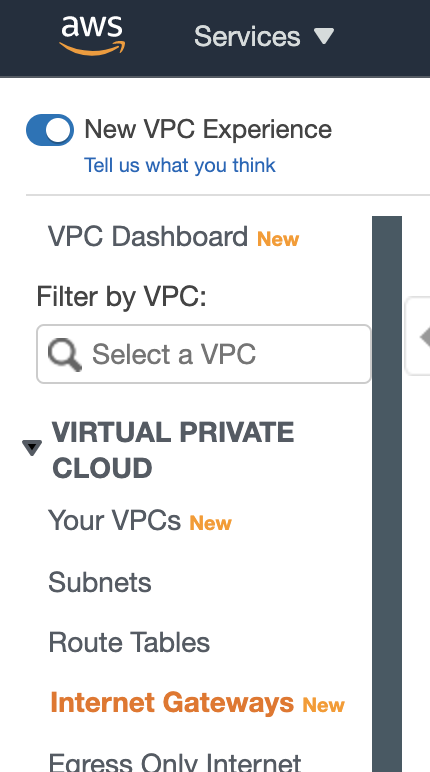 aws
Services
New VPC Experience
Tell us what you think
VPC Dashboard New
Filter by VPC:
Select a VPC
VIRTUAL PRIVATE
CLOUD
Your VPCs New
Subnets
Route Tables
Internet Gateways New
Egress Only Internet